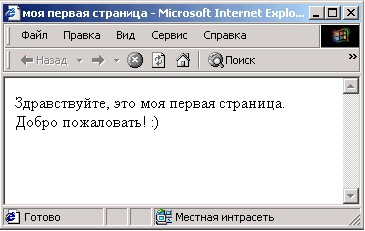 моя первая страница - Microsoft Internet Explo...
Файл Правка Вид Сервис Справка
Назад Поиск »
Здравствуйте, это моя первая страница.
Добро пожаловать! :)
Готово Местная интрасеть